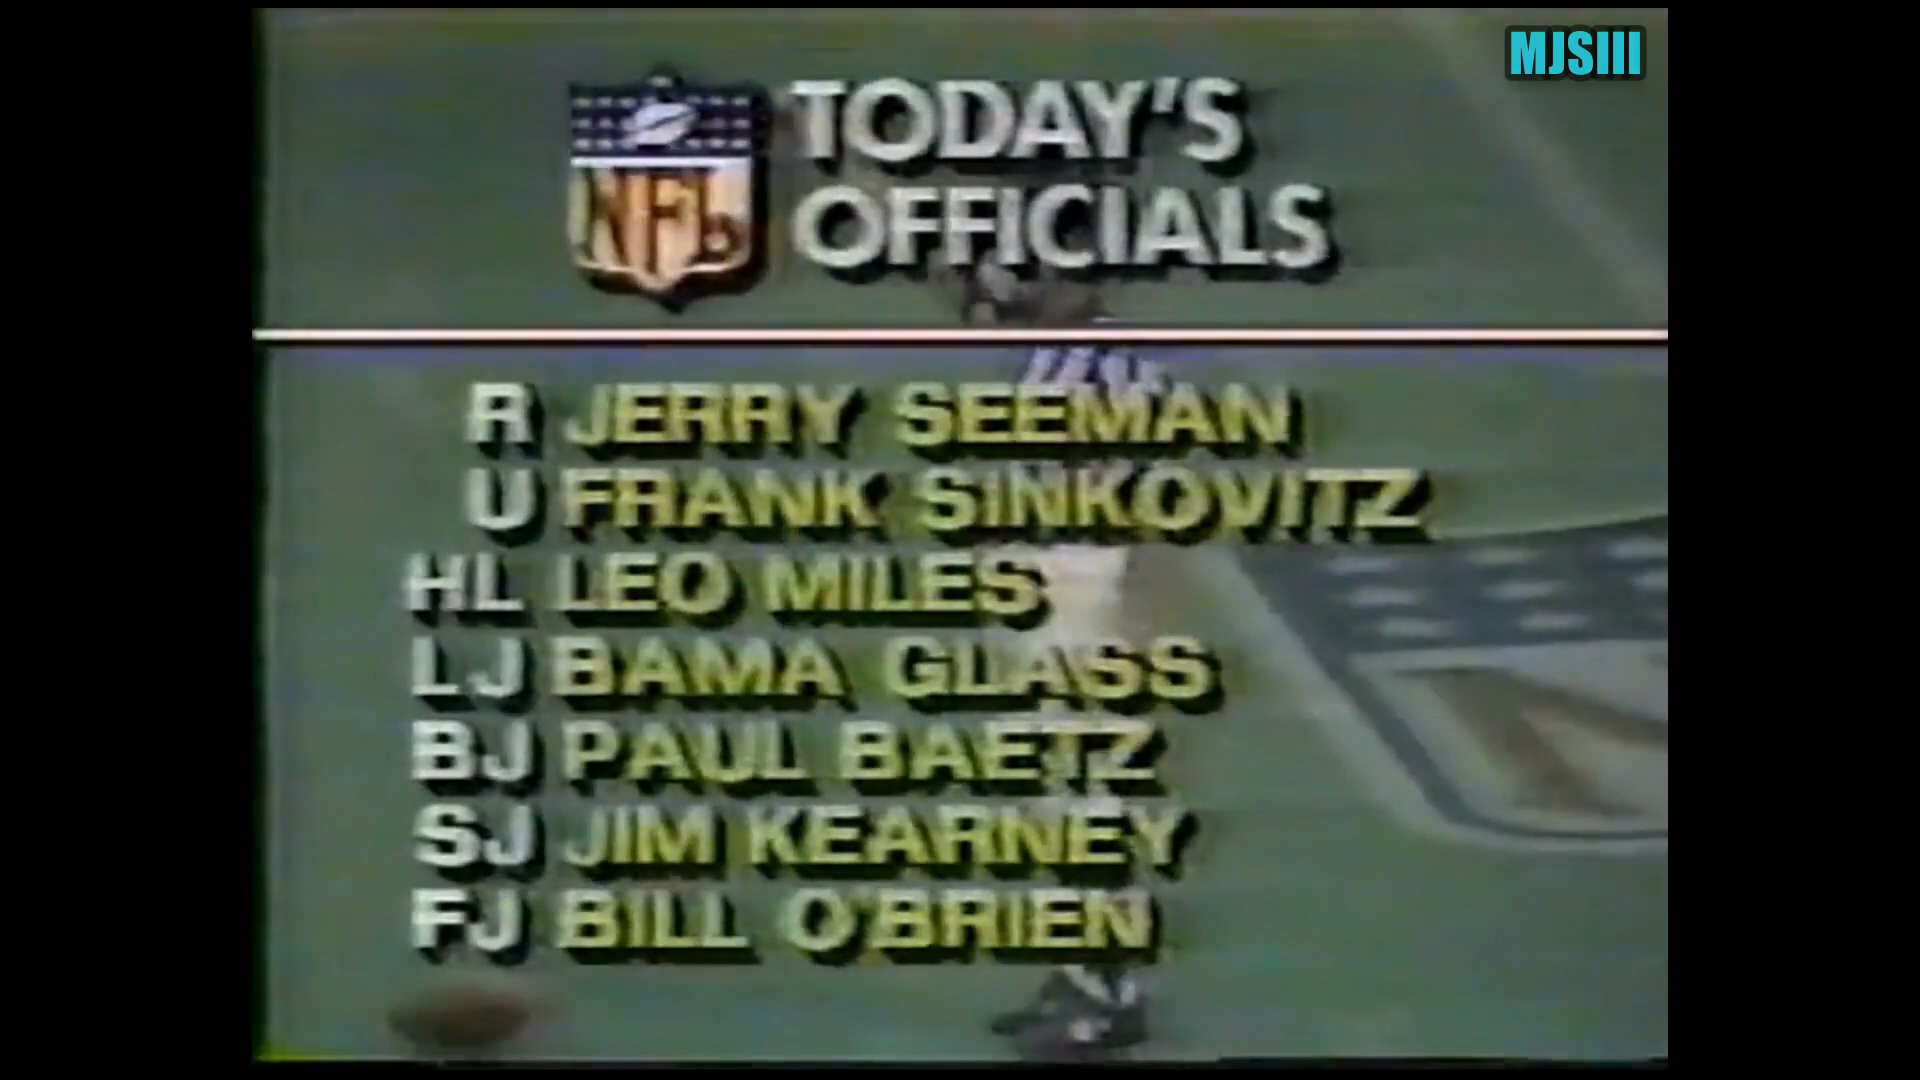 MJSIII
NFL
TODAY'S
OFFICIALS
R JERRY SEEMAN
U FRANK SINKOVITZ
HL LEO MILES
LJ BAMA GLASS
BJ PAUL BAETZ
SJ JIM KEARNEY
FJ BILL O'BRIEN